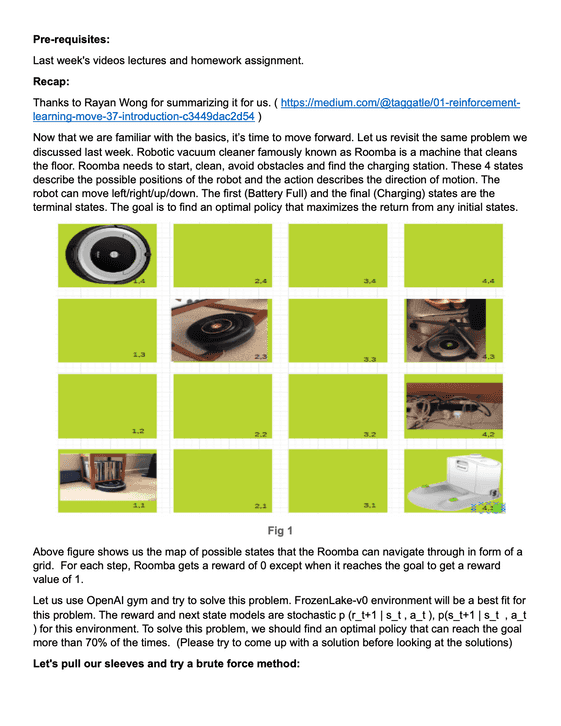 Pre-requisites:
Last week's videos lectures and homework assignment.
Recap:
Thanks to Rayan Wong for summarizing it for us. ( https://medium.com/@taggatle/01-reinforcement-
learning-move-37-introduction-c3449dac2d54 )
Now that we are familiar with the basics, it's time to move forward. Let us revisit the same problem we
discussed last week. Robotic vacuum cleaner famously known as Roomba is a machine that cleans
the floor. Roomba needs to start, clean, avoid obstacles and find the charging station. These 4 states
describe the possible positions of the robot and the action describes the direction of motion. The
robot can move left/right/up/down. The first (Battery Full) and the final (Charging) states are the
terminal states. The goal is to find an optimal policy that maximizes the return from any initial states.
1,4 2,4 3,4 4,4
1,3 2,3 3,3 4,3
1,2 2,2 3,2 4,2
1,1 2,1 3,1 4,1
Fig 1
Above figure shows us the map of possible states that the Roomba can navigate through in form of a
grid.  For each step, Roomba gets a reward of 0 except when it reaches the goal to get a reward
value of 1.
Let us use OpenAI gym and try to solve this problem. FrozenLake-v0 environment will be a best fit for
this problem. The reward and next state models are stochastic p (r_t+1 | s_t , a_t ), p(s_t+1 | s_t  , a_t
) for this environment. To solve this problem, we should find an optimal policy that can reach the goal
more than 70% of the times.  (Please try to come up with a solution before looking at the solutions)
Let's pull our sleeves and try a brute force method: